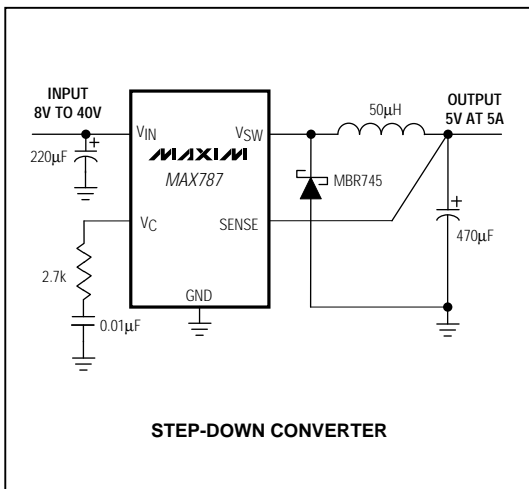 INPUT
8V TO 40V
OUTPUT
5V AT 5A
50µH
VIN
VSW
220µF
MAXIM
MAX787
MBR745
VC
SENSE
470µF
2.7k
GND
0.01µF
STEP-DOWN CONVERTER